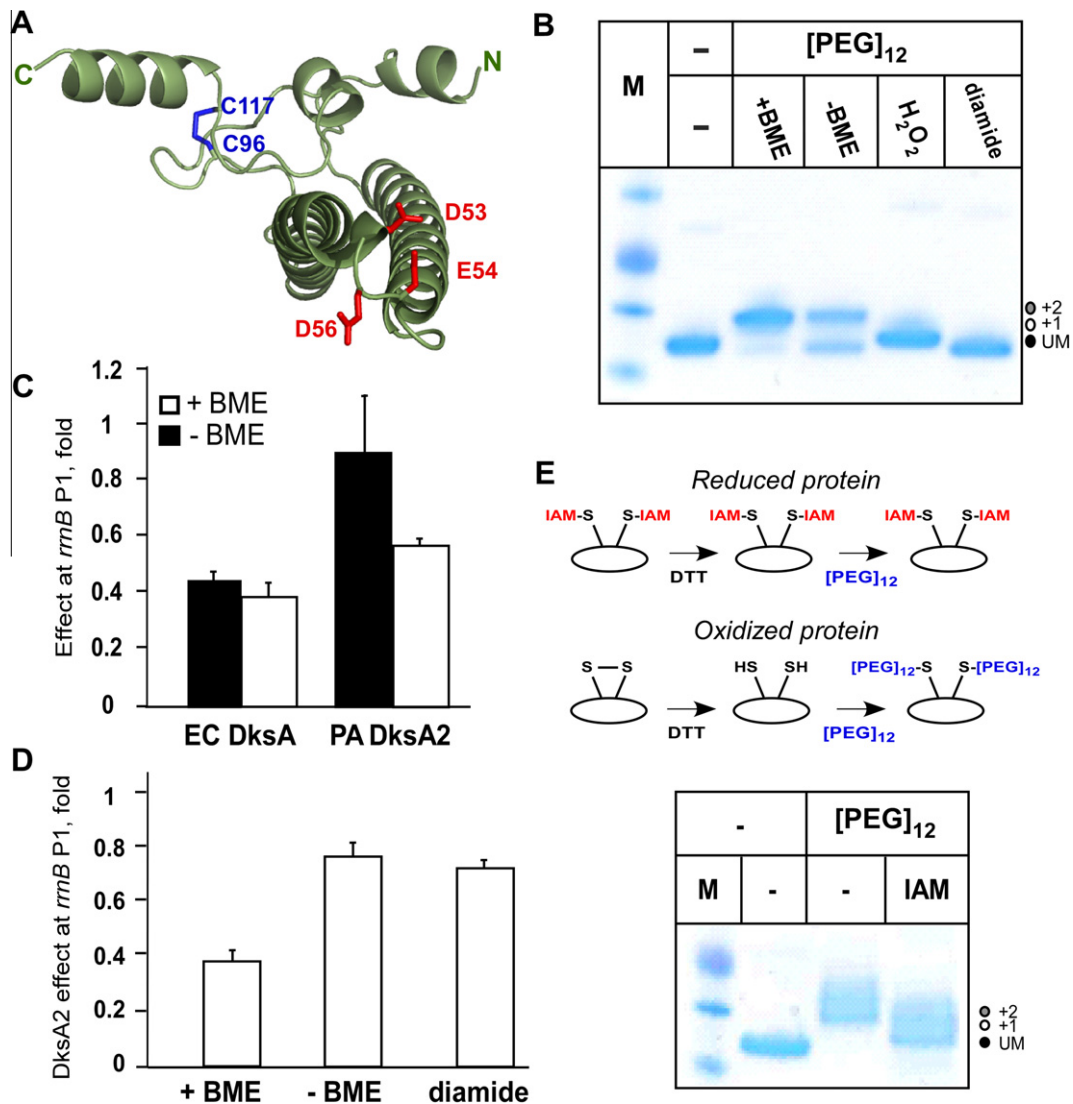 A
C
N
C117
C96
D53
E54
D56
B
M
–
[PEG]12
–
+BME
-BME
H2O2
diamide
+2
+1
UM
C
Effect at rrnB P1, fold
1.2
1
0.8
0.6
0.4
0.2
0
+ BME
- BME
EC DksA
PA DksA2
D
DksA2 effect at rrnB P1, fold
1
0.8
0.4
0.2
0
+ BME
- BME
diamide
E
Reduced protein
IAM-S
S-IAM
DTT
IAM-S
S-IAM
[PEG]12
IAM-S
S-IAM
Oxidized protein
S — S
DTT
HS
SH
[PEG]12
[PEG]12-S
S-[PEG]12
-
[PEG]12
M
-
-
IAM
+2
+1
UM